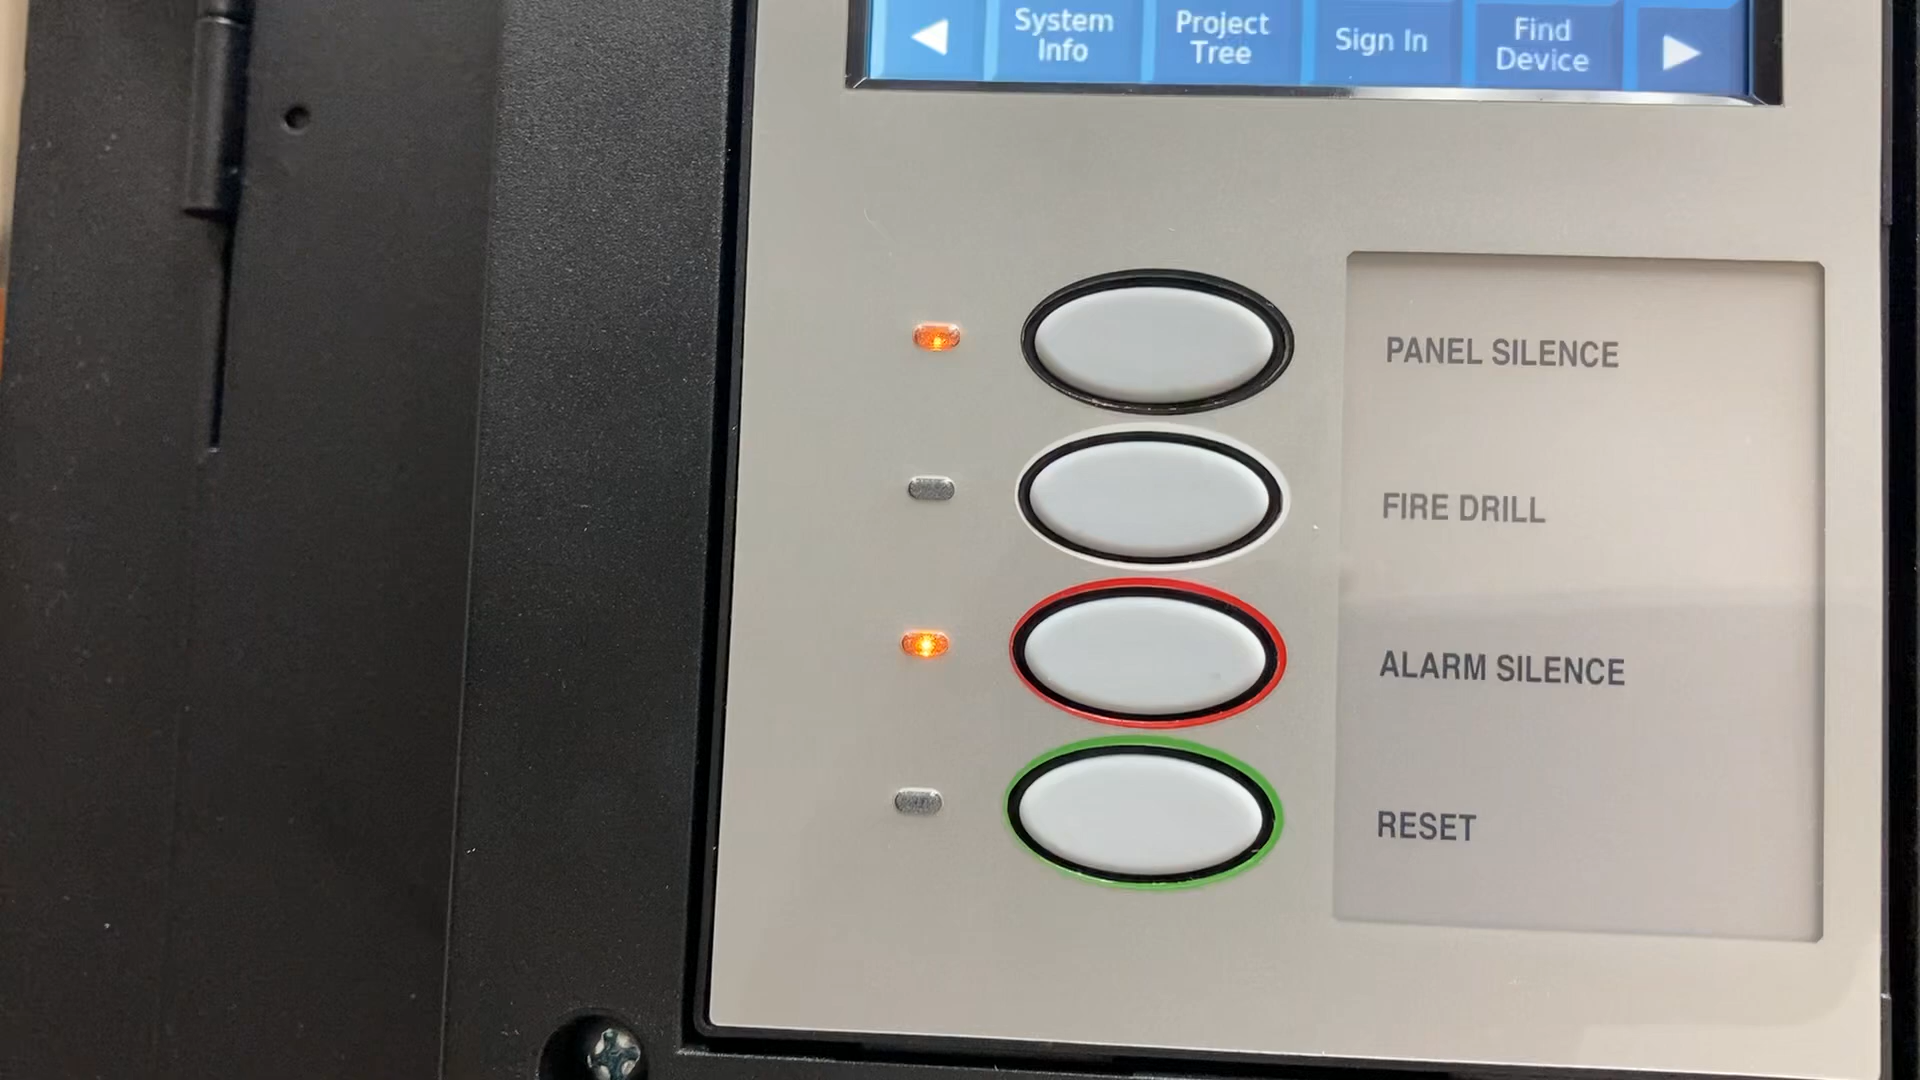 System
Info
Project
Tree
Sign In
Find
Device
PANEL SILENCE
FIRE DRILL
ALARM SILENCE
RESET